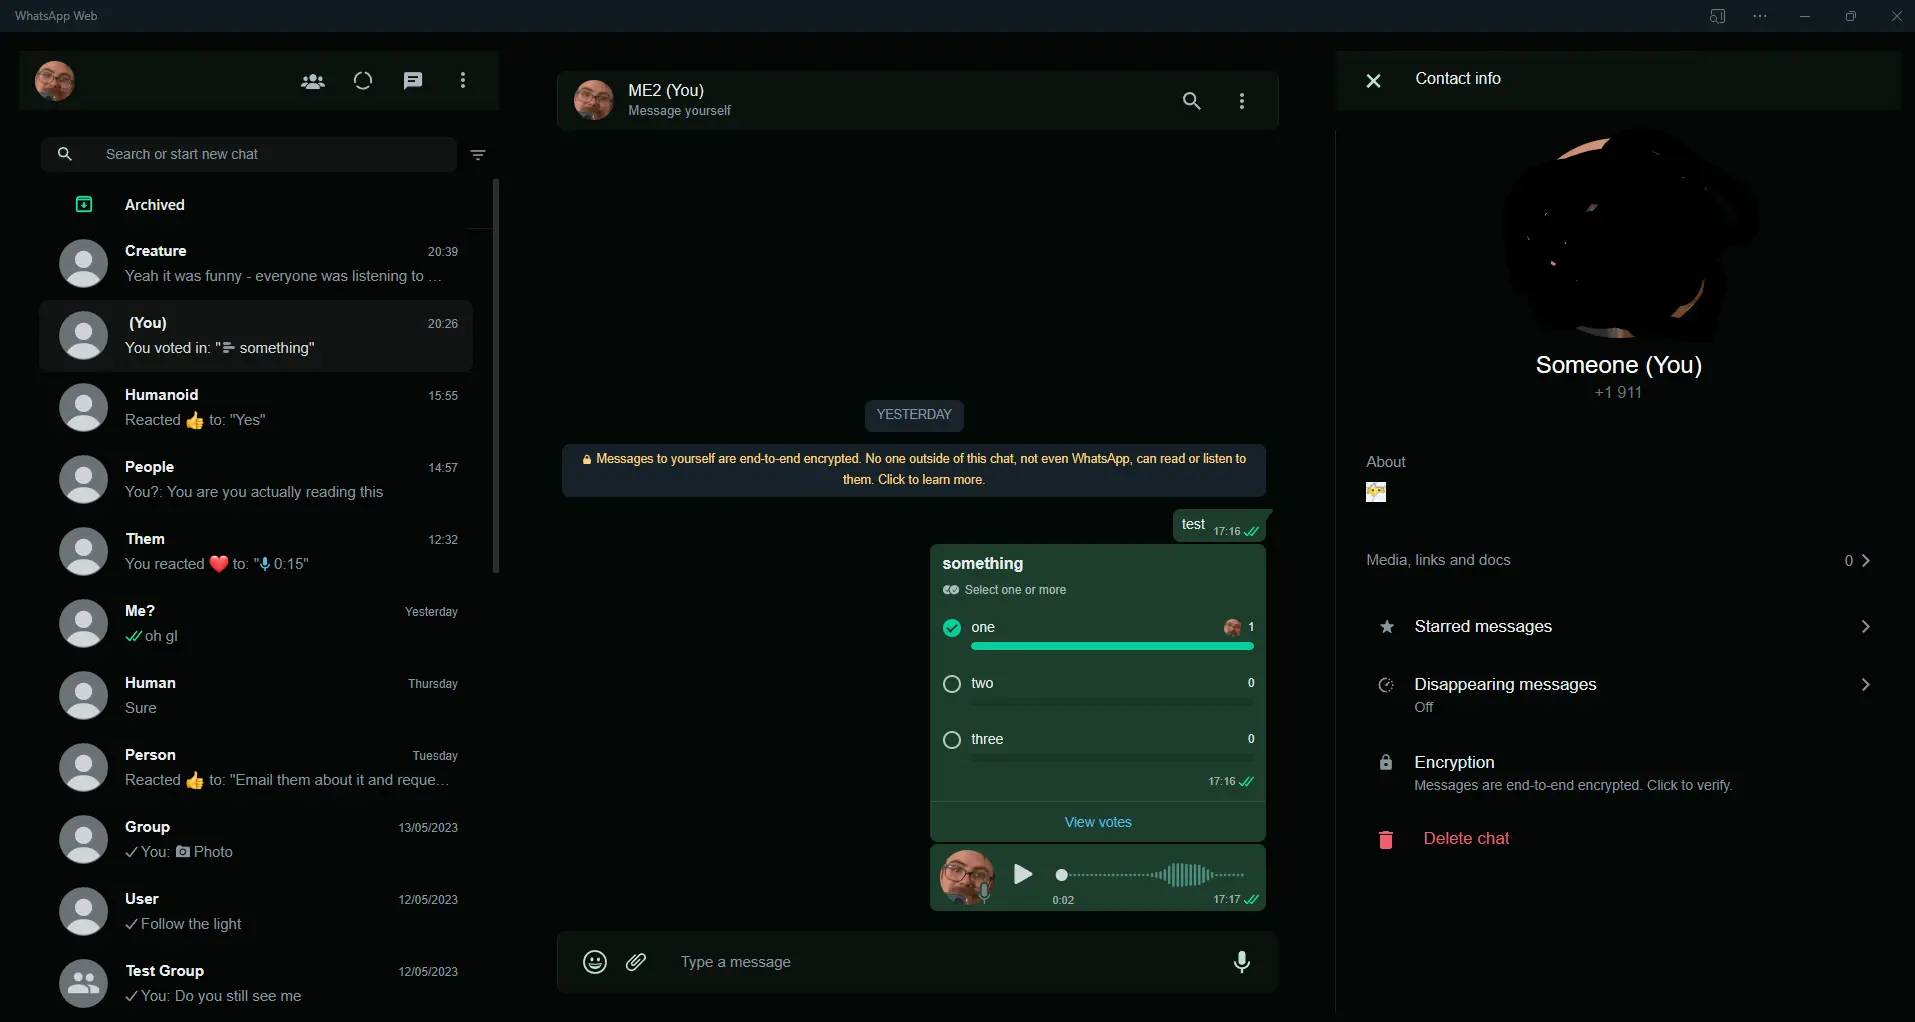 WhatsApp Web
Search or start new chat
Archived
Creature 20:39
Yeah it was funny - everyone was listening to ...
(You) 20:26
You voted in: " something"
Humanoid 15:55
Reacted 👍 to: "Yes"
People 14:57
You?: You are you actually reading this
Them 12:32
You reacted ❤️ to: "🎙 0:15"
Me? Yesterday
oh gl
Human Thursday
Sure
Person Tuesday
Reacted 👍 to: "Email them about it and reque...
Group 13/05/2023
You: 📷 Photo
User 12/05/2023
Follow the light
Test Group 12/05/2023
You: Do you still see me
ME2 (You)
Message yourself
YESTERDAY
🔒 Messages to yourself are end-to-end encrypted. No one outside of this chat, not even WhatsApp, can read or listen to
them. Click to learn more.
test 17:16
something
Select one or more
one 1
two 0
three 0
17:16
View votes
0:02 17:17
Type a message
Contact info
Someone (You)
+1 911
About
Media, links and docs 0
Starred messages
Disappearing messages
Off
Encryption
Messages are end-to-end encrypted. Click to verify.
Delete chat